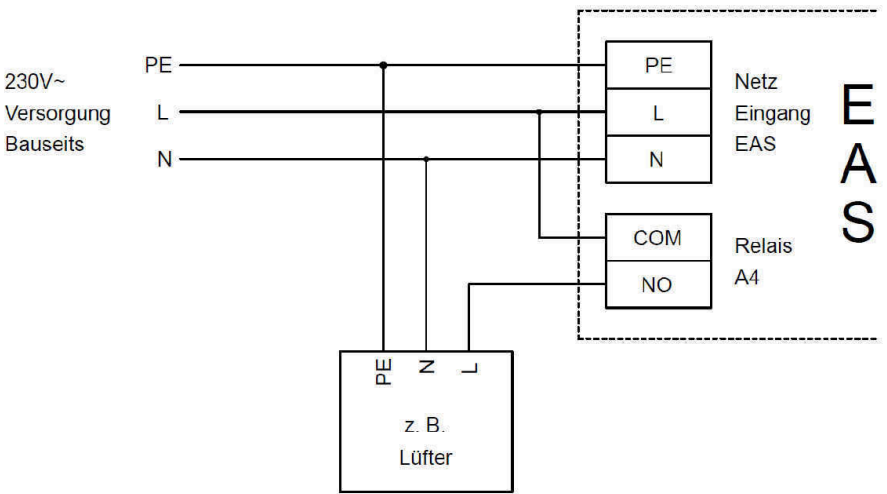 230V~
Versorgung
Bauseits
PE
L
N
PE
L
N
Netz
Eingang
EAS
COM
NO
Relais
A4
E
A
S
PE
N
L
z. B.
Lüfter